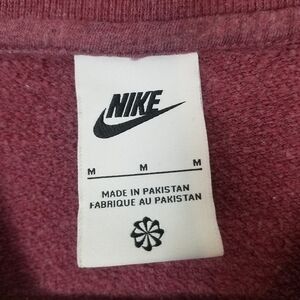 NIKE
M M M
MADE IN PAKISTAN
FABRIQUE AU PAKISTAN